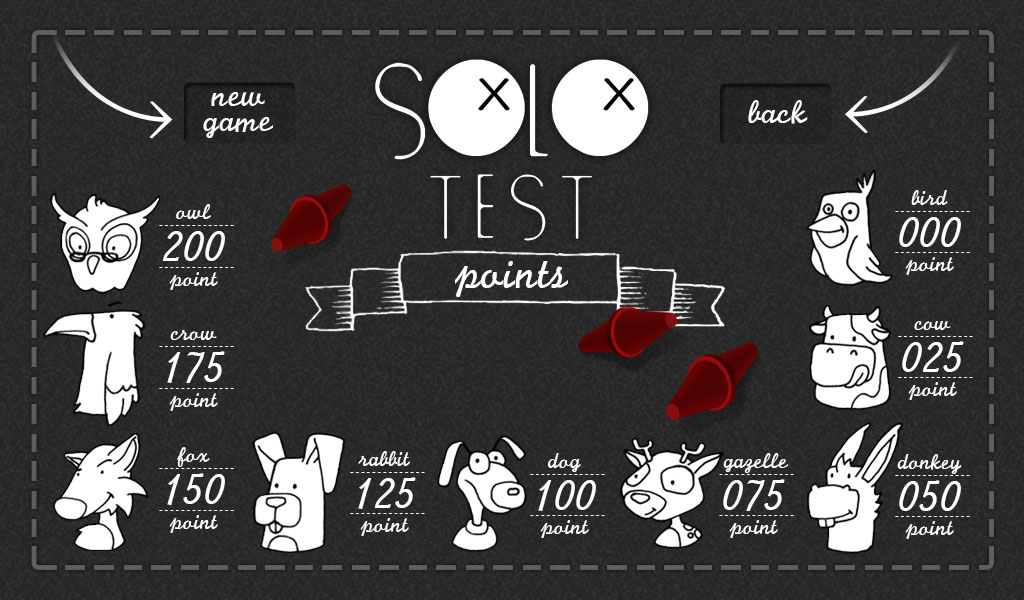 new
game
SOLO
TEST
points
back
owl
200
point
bird
000
point
crow
175
point
cow
025
point
fox
150
point
rabbit
125
point
dog
100
point
gazelle
075
point
donkey
050
point